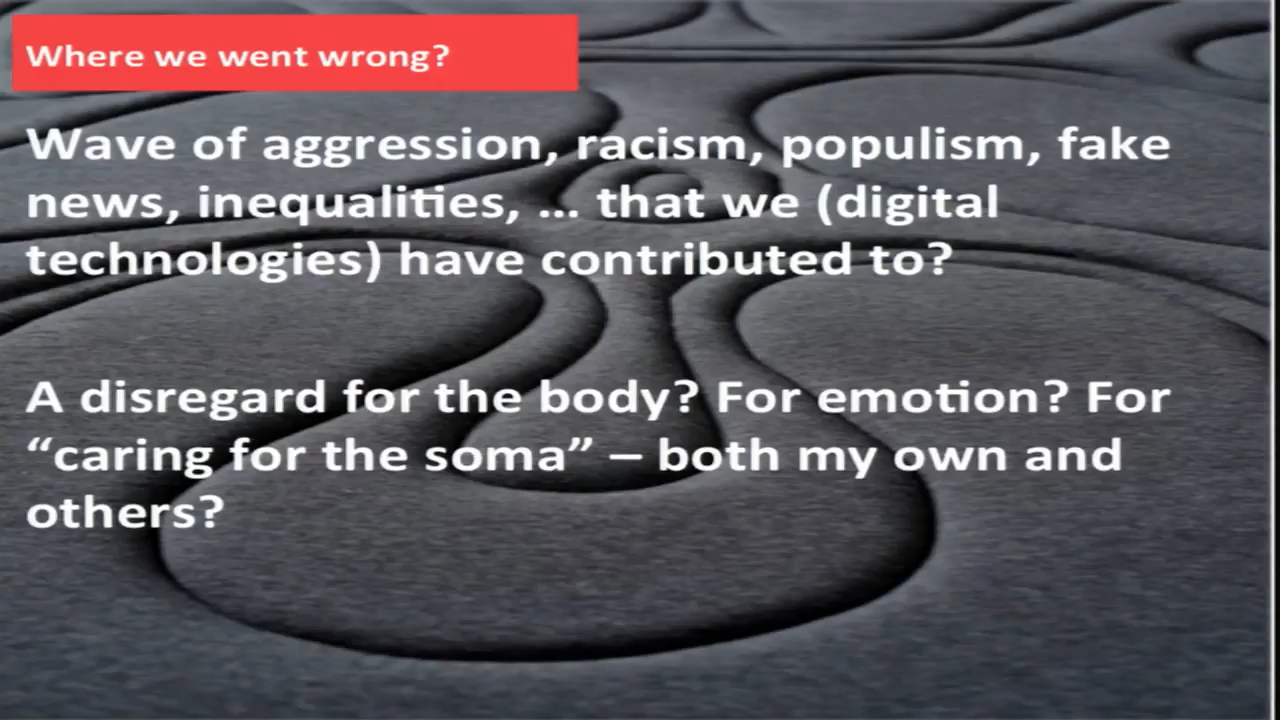 Where we went wrong?
Wave of aggression, racism, populism, fake
news, inequalities, ... that we (digital
technologies) have contributed to?
A disregard for the body? For emotion? For
“caring for the soma” – both my own and
others?